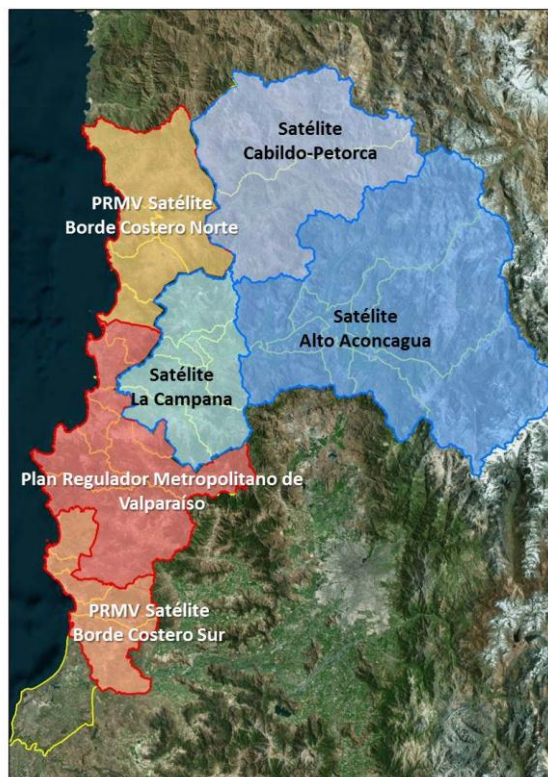 Satélite
Cabildo-Petorca
PRMV Satélite
Borde Costero Norte
Satélite
Alto Aconcagua
Satélite
La Campana
Plan Regulador Metropolitano de
Valparaíso
PRMV Satélite
Borde Costero Sur